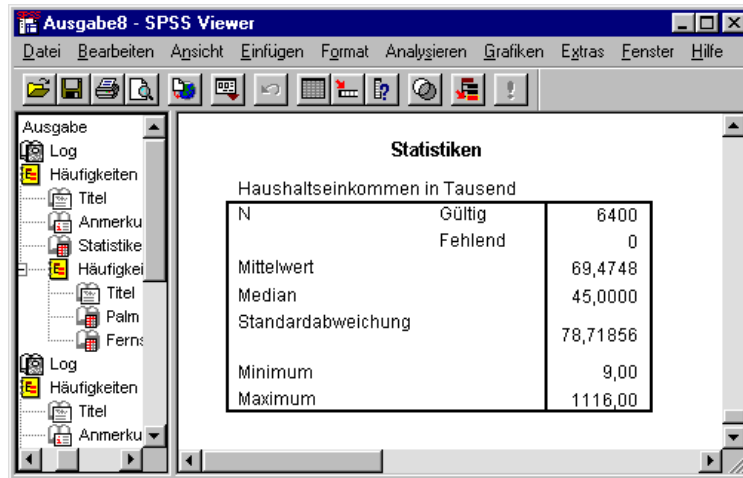 Ausgabe8 - SPSS Viewer
Datei Bearbeiten Ansicht Einfügen Format Analysieren Grafiken Extras Fenster Hilfe
Ausgabe
Log
Häufigkeiten
Titel
Anmerku
Statistike
Häufigkei
Titel
Palm
Ferns
Log
Häufigkeiten
Titel
Anmerku
Statistiken
Haushaltseinkommen in Tausend
N Gültig 6400
Fehlend 0
Mittelwert 69,4748
Median 45,0000
Standardabweichung 78,71856
Minimum 9,00
Maximum 1116,00